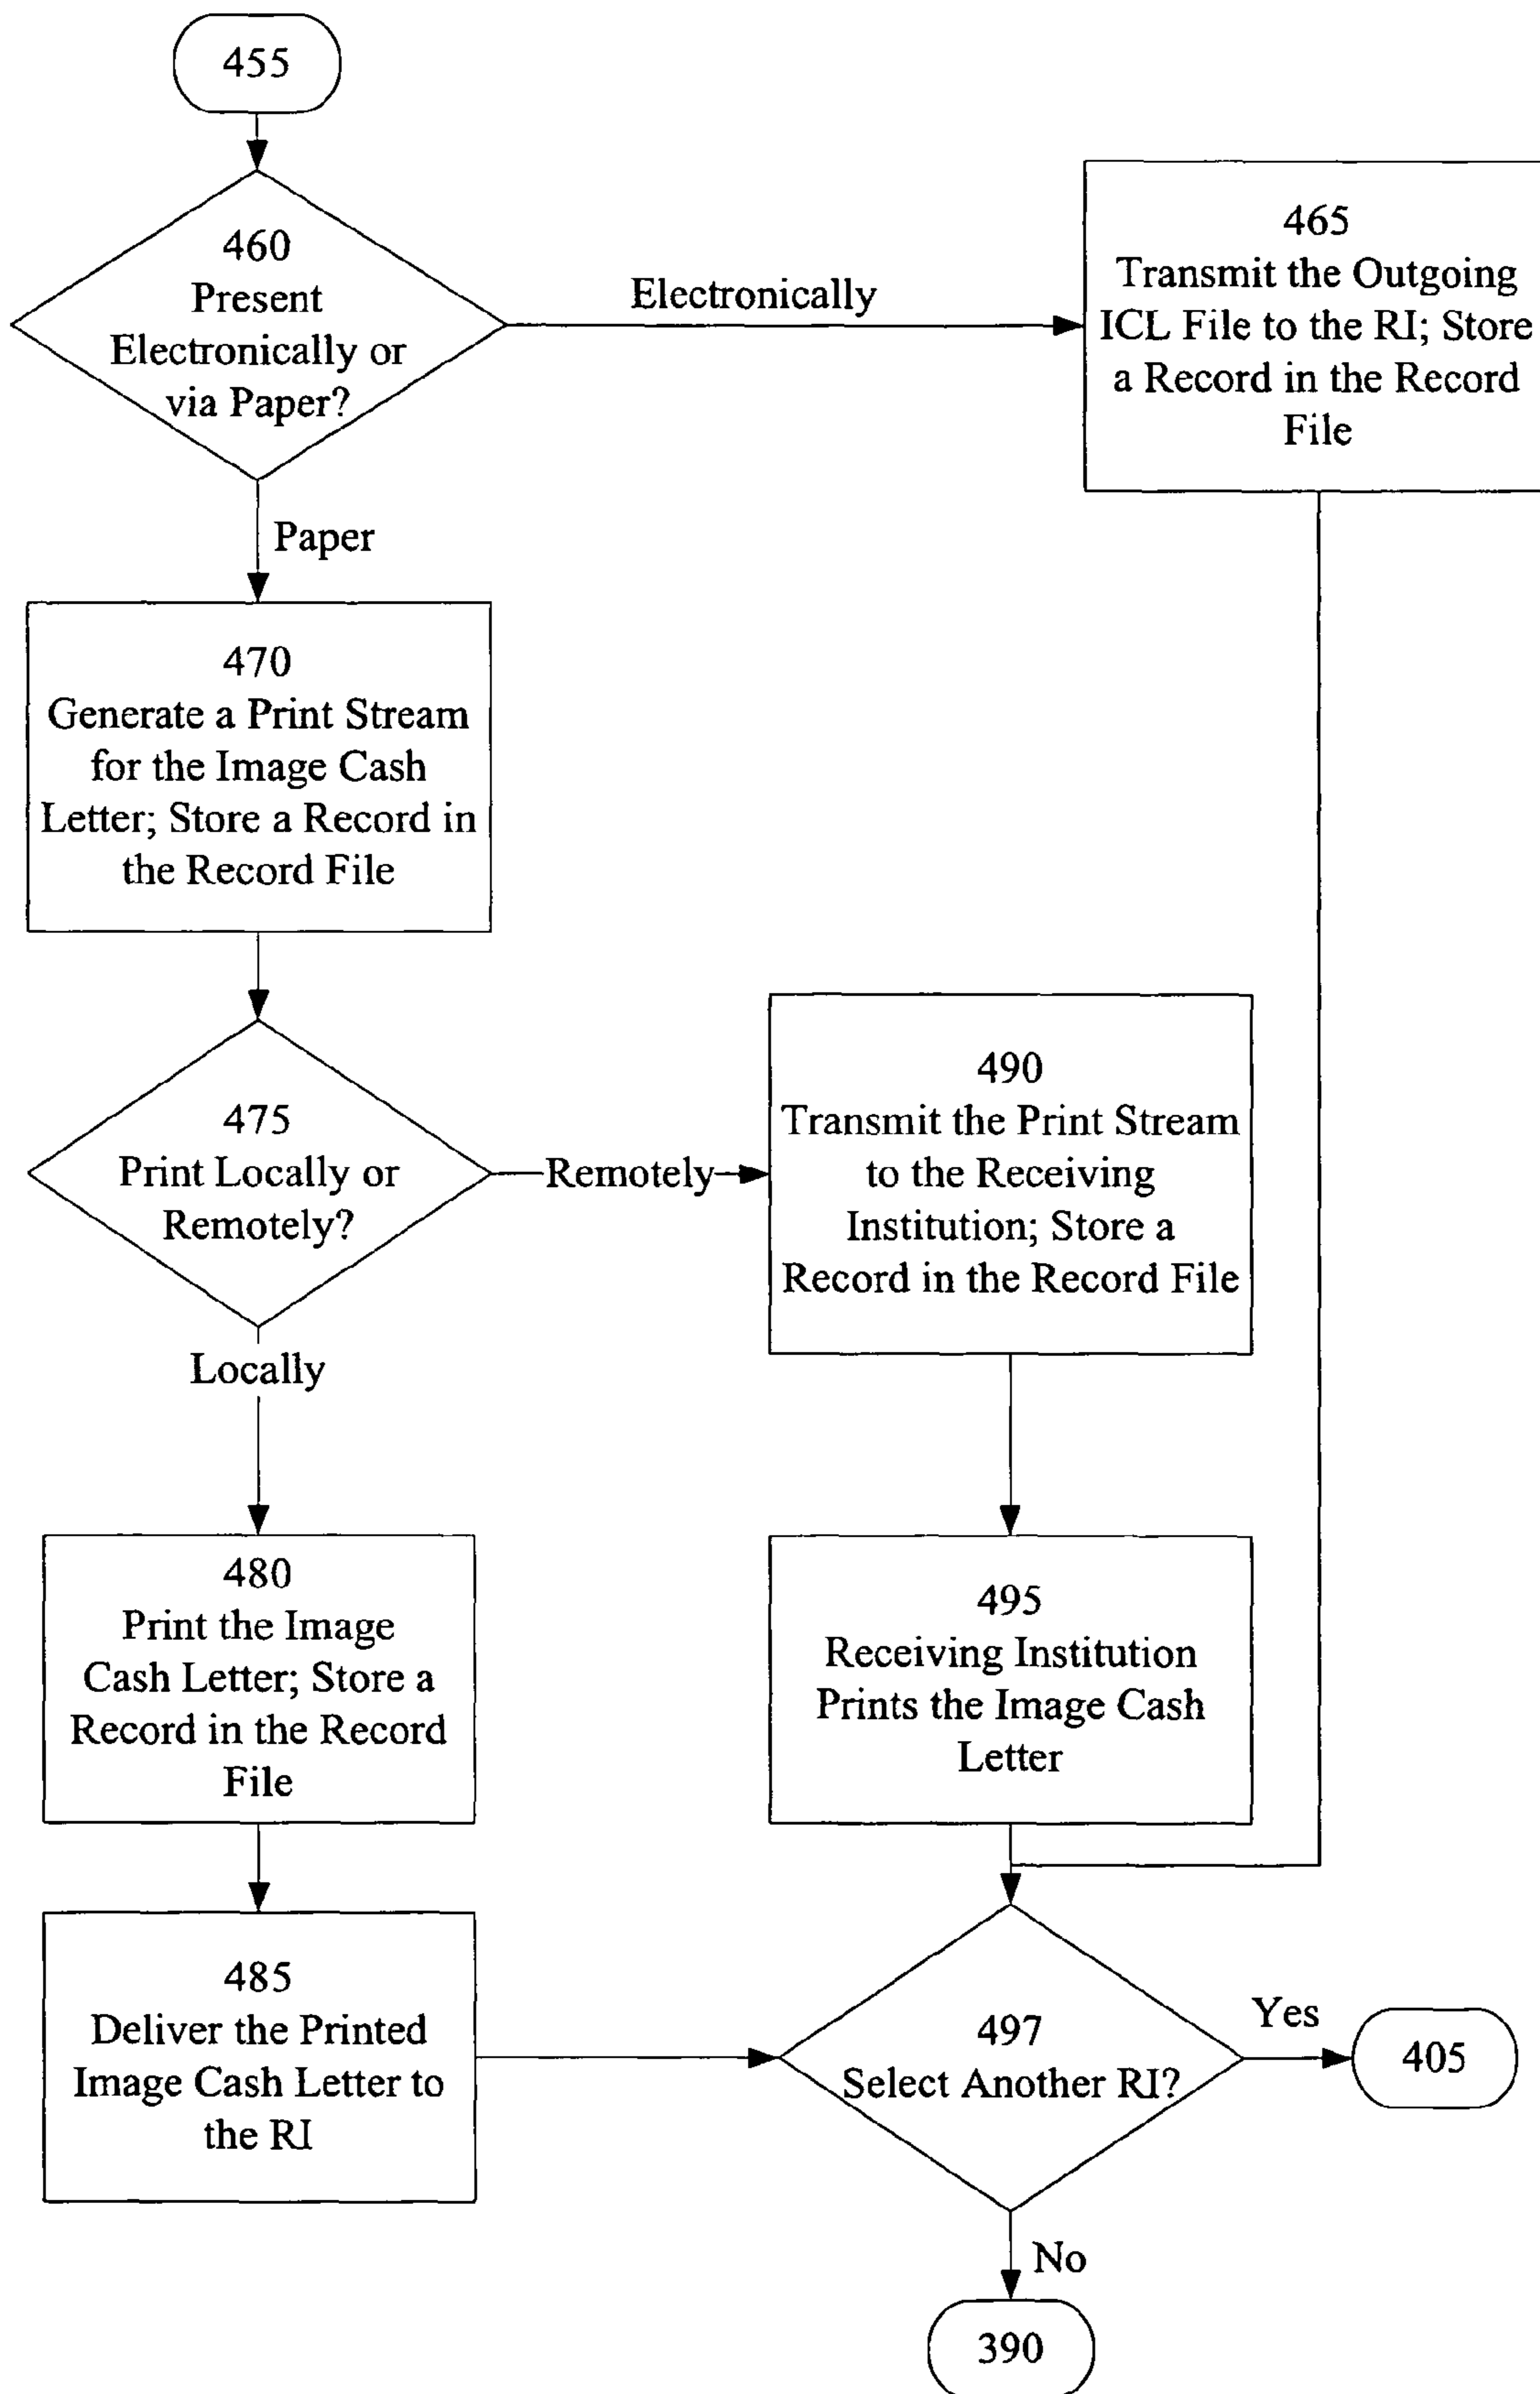 455
460
Present
Electronically or
via Paper?
Electronically
465
Transmit the Outgoing
ICL File to the RI; Store
a Record in the Record
File
Paper
470
Generate a Print Stream
for the Image Cash
Letter; Store a Record in
the Record File
475
Print Locally or
Remotely?
Remotely
490
Transmit the Print Stream
to the Receiving
Institution; Store a
Record in the Record File
Locally
480
Print the Image
Cash Letter; Store a
Record in the Record
File
495
Receiving Institution
Prints the Image Cash
Letter
485
Deliver the Printed
Image Cash Letter to
the RI
497
Select Another RI?
Yes
405
No
390